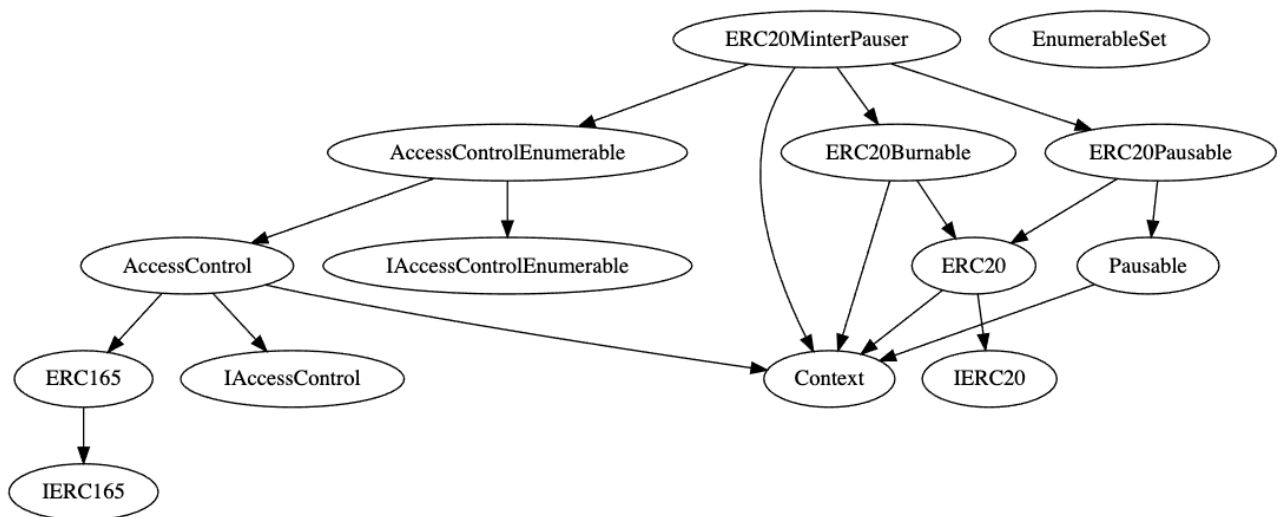 ERC20MinterPauser
EnumerableSet
AccessControlEnumerable
ERC20Burnable
ERC20Pausable
AccessControl
IAccessControlEnumerable
ERC20
Pausable
ERC165
IAccessControl
Context
IERC20
IERC165